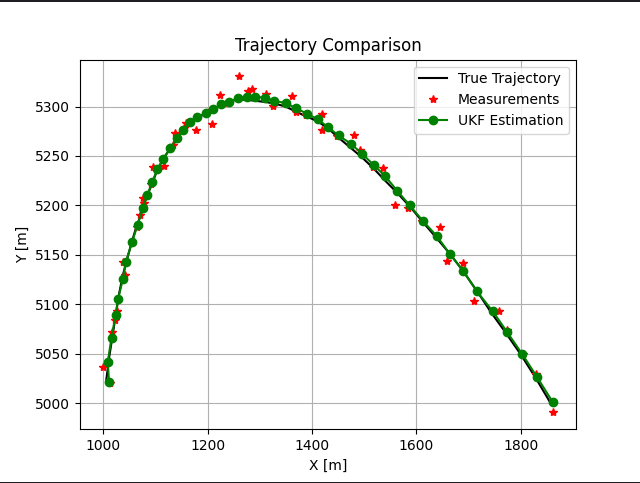 Trajectory Comparison
True Trajectory
Measurements
UKF Estimation
5300
5250
5200
5150
5100
5050
5000
Y [m]
1000 1200 1400 1600 1800
X [m]